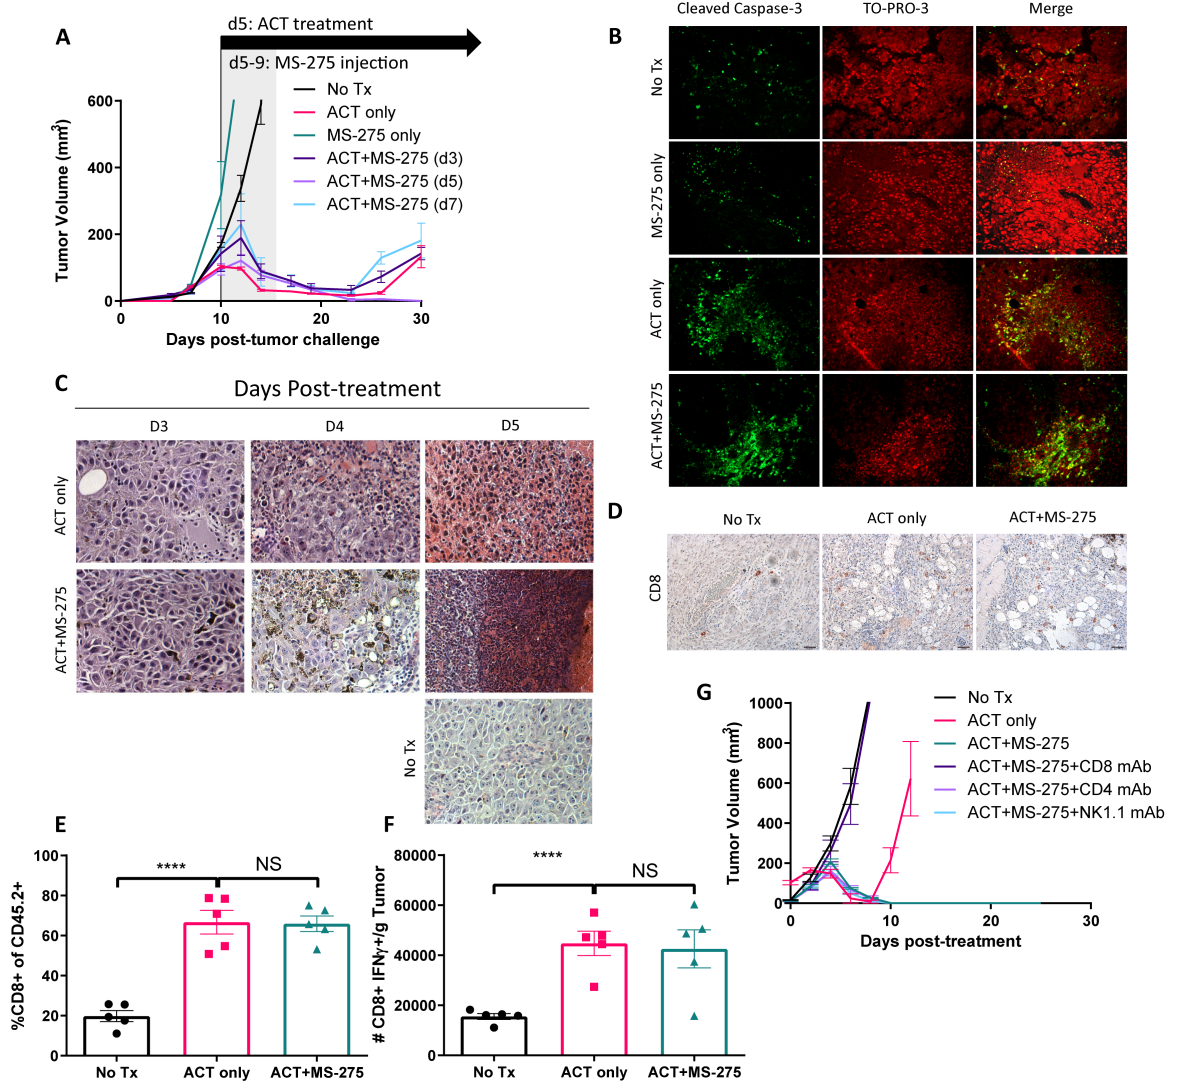 A
d5: ACT treatment
d5-9: MS-275 injection
No Tx
ACT only
MS-275 only
ACT+MS-275 (d3)
ACT+MS-275 (d5)
ACT+MS-275 (d7)
Tumor Volume (mm3)
600
400
200
0
0 10 20 30
Days post-tumor challenge
B
Cleaved Caspase-3 TO-PRO-3 Merge
No Tx
MS-275 only
ACT only
ACT+MS-275
C
Days Post-treatment
D3 D4 D5
ACT only
ACT+MS-275
No Tx
D
No Tx ACT only ACT+MS-275
CD8
E
%CD8+ of CD45.2+
100
80
60
40
20
0
**** NS
No Tx ACT only ACT+MS-275
F
# CD8+ IFNγ+/g Tumor
80000
60000
40000
20000
0
**** NS
No Tx ACT only ACT+MS-275
G
No Tx
ACT only
ACT+MS-275
ACT+MS-275+CD8 mAb
ACT+MS-275+CD4 mAb
ACT+MS-275+NK1.1 mAb
Tumor Volume (mm3)
1000
800
600
400
200
0
0 10 20 30
Days post-treatment